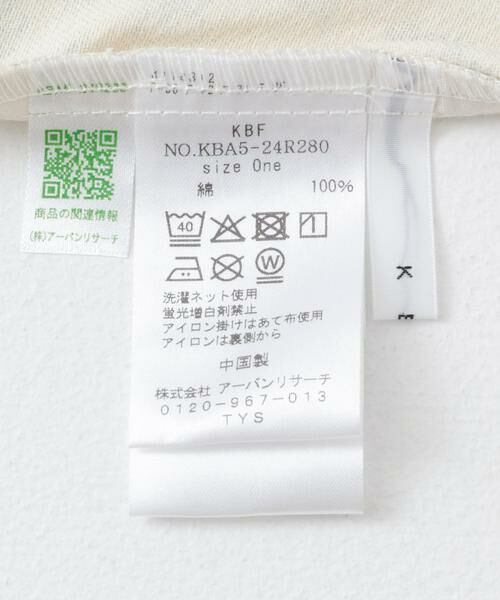 商品の関連情報
(株)アーバンリサーチ
KBF
NO.KBA5-24R280
size One
綿 100%
40
W
洗濯ネット使用
蛍光増白剤禁止
アイロン掛けはあて布使用
アイロンは裏側から
中国製
株式会社 アーバンリサーチ
0120-967-013
TYS
K